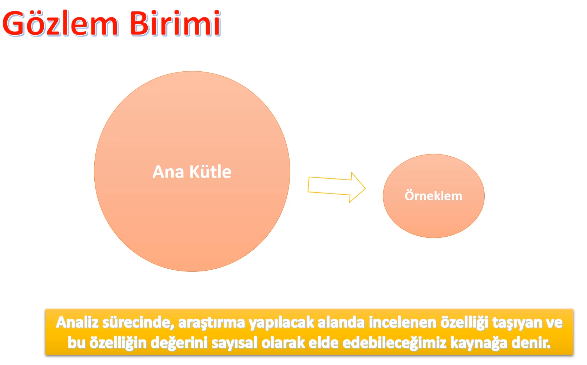 Gözlem Birimi
Ana Kütle
Örneklem
Analiz sürecinde, araştırma yapılacak alanda incelenen özelliği taşıyan ve
bu özelliğin değerini sayısal olarak elde edebileceğimiz kaynağa denir.